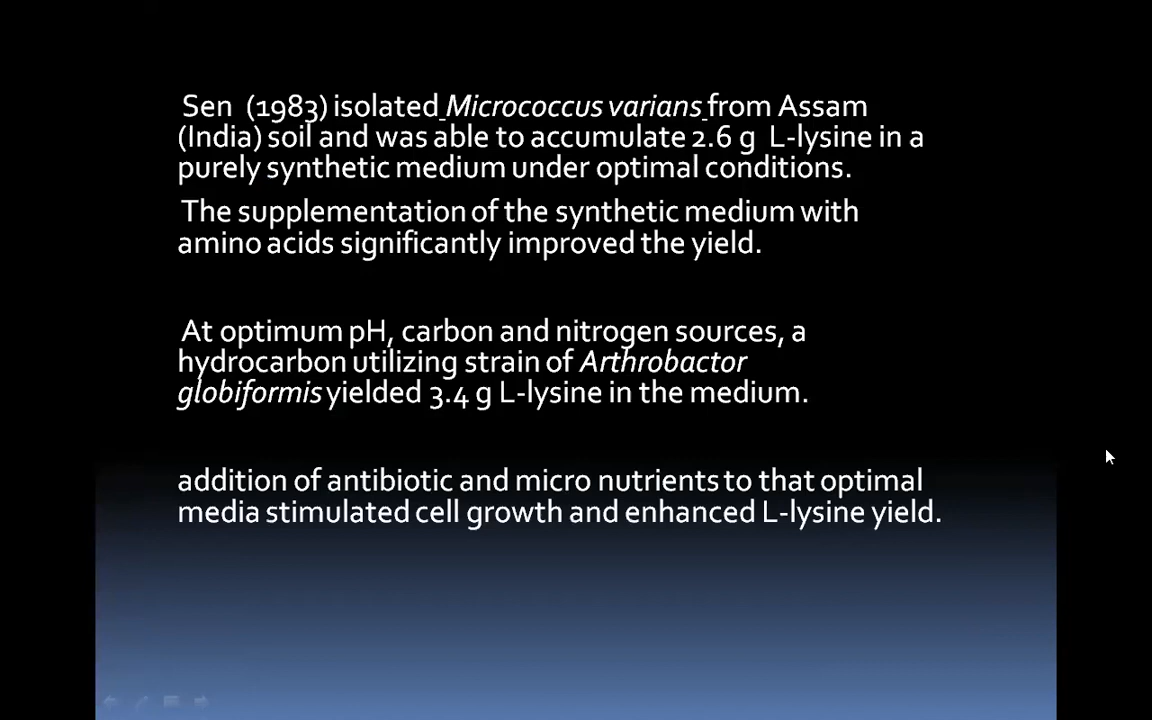 Sen (1983) isolated Micrococcus varians from Assam
(India) soil and was able to accumulate 2.6 g L-lysine in a
purely synthetic medium under optimal conditions.
The supplementation of the synthetic medium with
amino acids significantly improved the yield.
At optimum pH, carbon and nitrogen sources, a
hydrocarbon utilizing strain of Arthrobactor
globiformis yielded 3.4 g L-lysine in the medium.
addition of antibiotic and micro nutrients to that optimal
media stimulated cell growth and enhanced L-lysine yield.